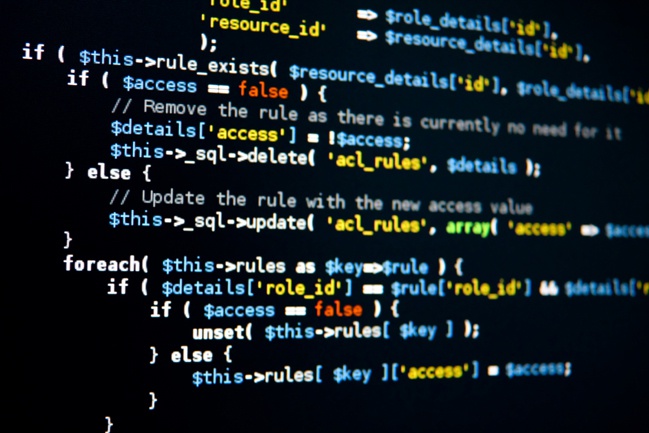 'role_id' => $role_details['id'],
'resource_id' => $resource_details['id'],
);
if ( $this->rule_exists( $resource_details['id'], $role_details['id
if ( $access == false ) {
// Remove the rule as there is currently no need for it
$details['access'] = !$access;
$this->_sql->delete( 'acl_rules', $details );
} else {
// Update the rule with the new access value
$this->_sql->update( 'acl_rules', array( 'access' => $acces
}
foreach( $this->rules as $key=>$rule ) {
if ( $details['role_id'] == $rule['role_id'] && $details['r
if ( $access == false ) {
unset( $this->rules[ $key ] );
} else {
$this->rules[ $key ]['access'] = $access;
}
}